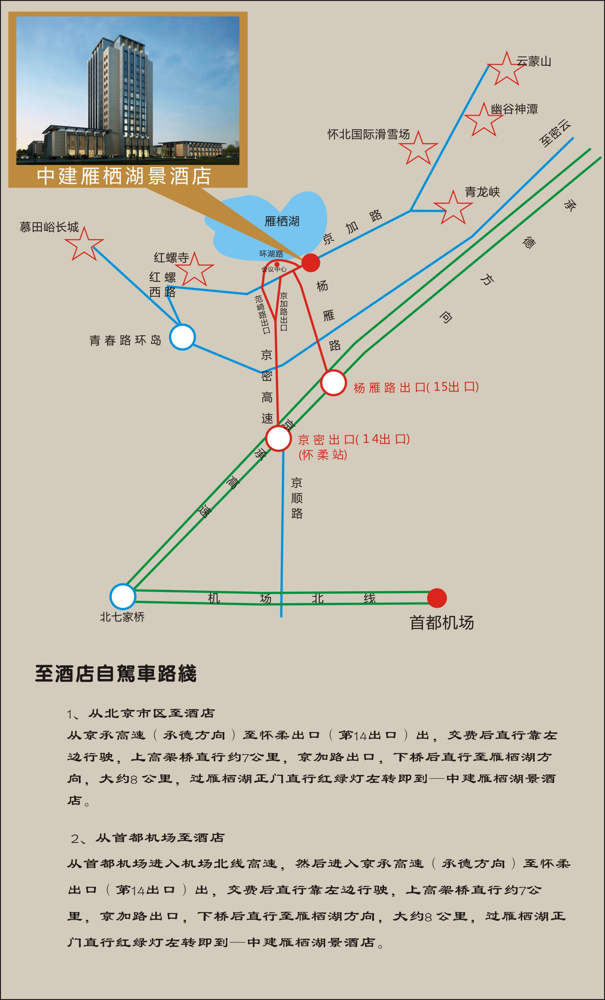 中建雁栖湖景酒店
云蒙山
幽谷神潭
怀北国际滑雪场
至密云
青龙峡
承德方向
雁栖湖
京加路
慕田峪长城
红螺寺
环湖路
会议中心
红螺
西路
杨雁路
范崎路出口
京加路出口
青春路环岛
京密高速
杨雁路出口(15出口)
京承高速
京密出口(14出口)
(怀柔站)
京顺路
机场北线
北七家桥
首都机场
至酒店自駕車路綫
1、从北京市区至酒店
从京承高速（承德方向）至怀柔出口（第14出口）出，交费后直行靠左
边行驶，上高架桥直行约7公里，京加路出口，下桥后直行至雁栖湖方
向，大约8 公里，过雁栖湖正门直行红绿灯左转即到—中建雁栖湖景酒
店。
2、从首都机场至酒店
从首都机场进入机场北线高速，然后进入京承高速（承德方向）至怀柔
出口（第14出口）出，交费后直行靠左边行驶，上高架桥直行约7公
里，京加路出口，下桥后直行至雁栖湖方向，大约8 公里，过雁栖湖正
门直行红绿灯左转即到—中建雁栖湖景酒店。